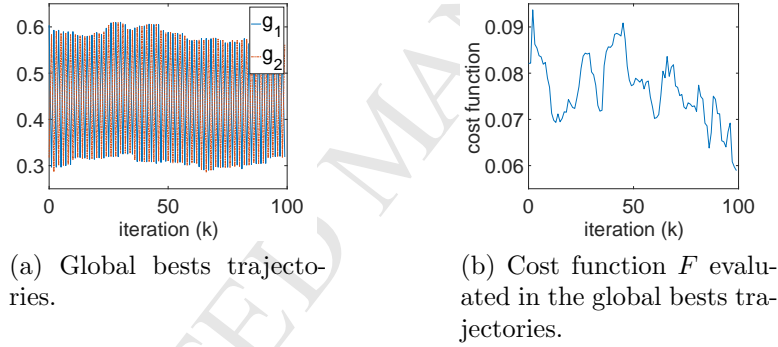 0.6
0.5
0.4
0.3
0
50
100
iteration (k)
g1
g2
cost function
0.09
0.08
0.07
0.06
0
50
100
iteration (k)
(a) Global bests trajecto-
ries.
(b) Cost function F evalu-
ated in the global bests tra-
jectories.
TED MAN